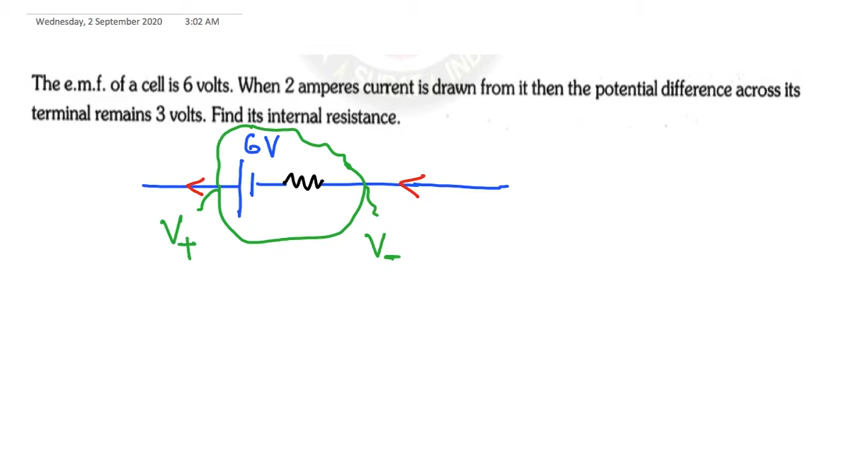 Wednesday, 2 September 2020 3:02 AM
The e.m.f. of a cell is 6 volts. When 2 amperes current is drawn from it then the potential difference across its
terminal remains 3 volts. Find its internal resistance.
6V
V+
V-